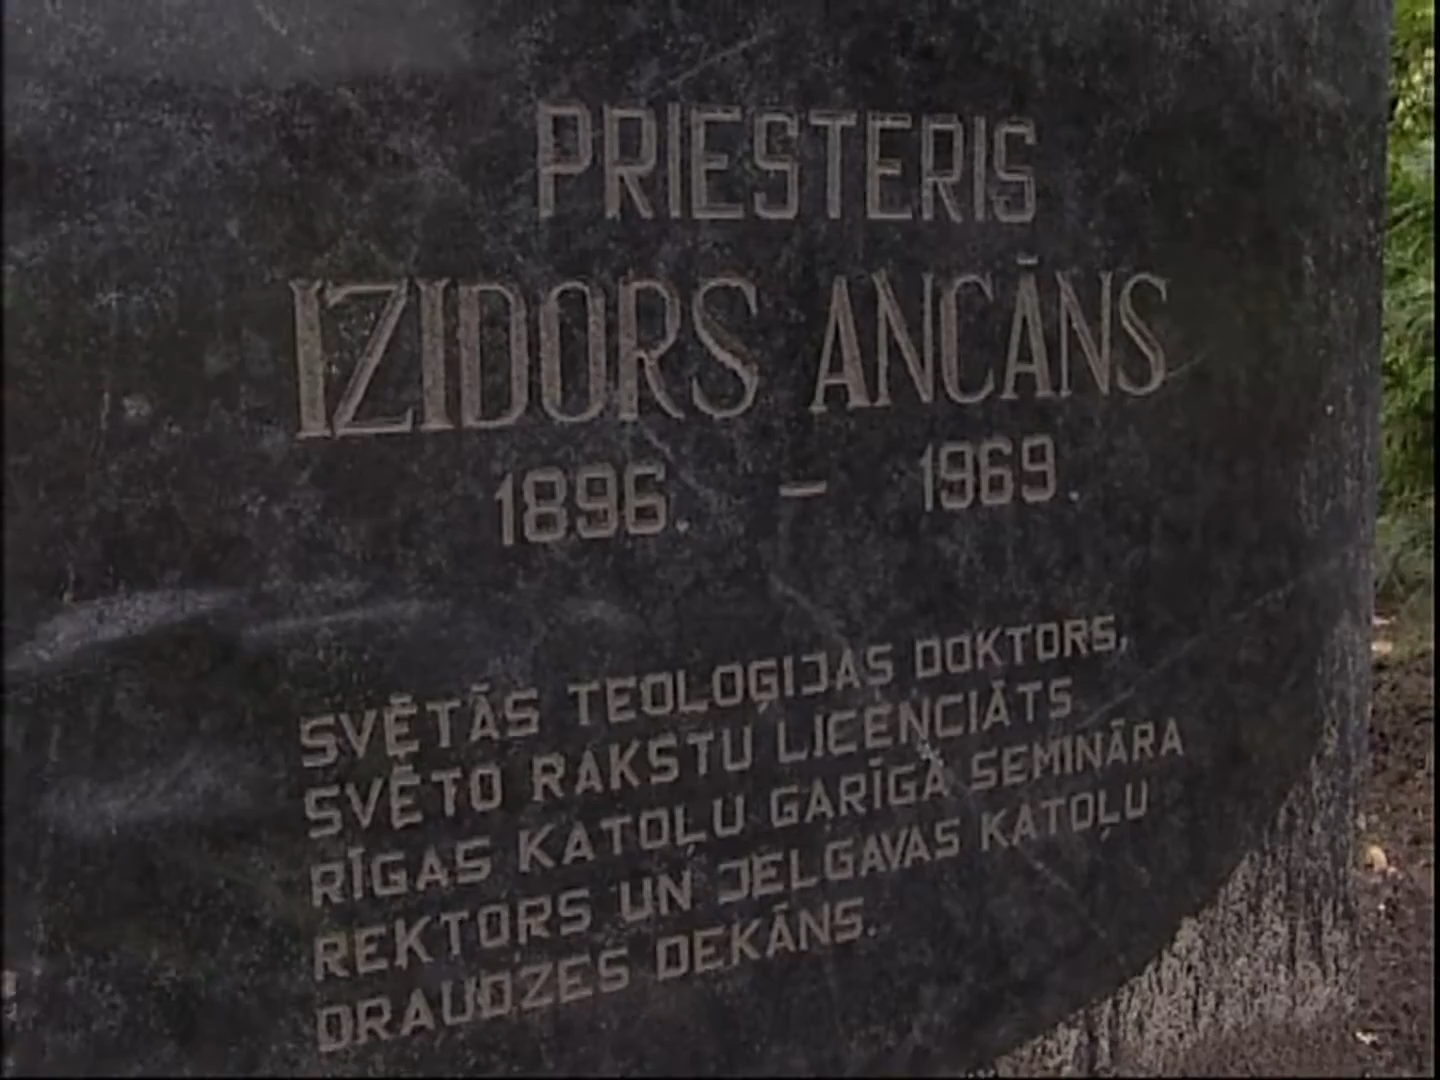 PRIESTERIS
IZIDORS ANCĀNS
1896. – 1969.
SVĒTĀS TEOLOĢIJAS DOKTORS,
SVĒTO RAKSTU LICENCIĀTS
RĪGAS KATOĻU GARĪGĀ SEMINĀRA
REKTORS UN JELGAVAS KATOĻU
DRAUDZES DEKĀNS.